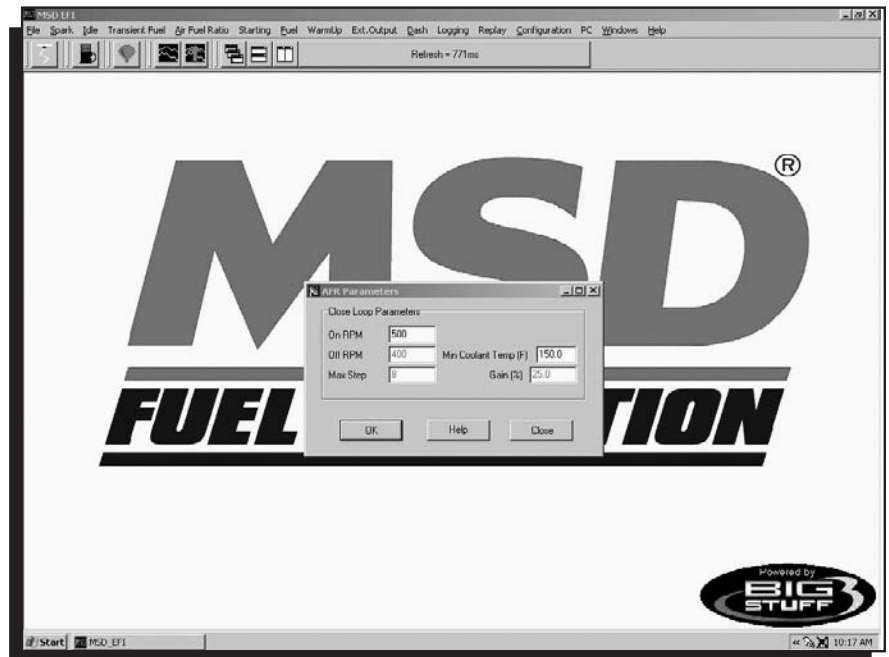 MSD EFI
File Spark Idle Transient Fuel Air Fuel Ratio Starting Fuel WarmUp Ext.Output Dash Logging Replay Configuration PC Windows Help
Refresh = 771ms
MSD®
AFR Parameters
Close Loop Parameters
On RPM 500
Off RPM 400 Min Coolant Temp (F) 150.0
Max Step 8 Gain (%) 25.0
OK Help Close
FUEL TION
Powered by
BIG
STUFF 3
Start MSD_EFI 10:17 AM